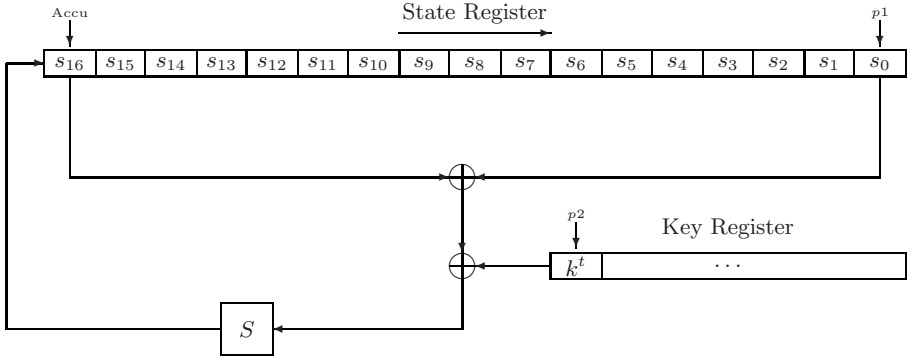 Accu State Register p1
s₁₆ s₁₅ s₁₄ s₁₃ s₁₂ s₁₁ s₁₀ s₉ s₈ s₇ s₆ s₅ s₄ s₃ s₂ s₁ s₀
p2 Key Register
kᵗ ···
S